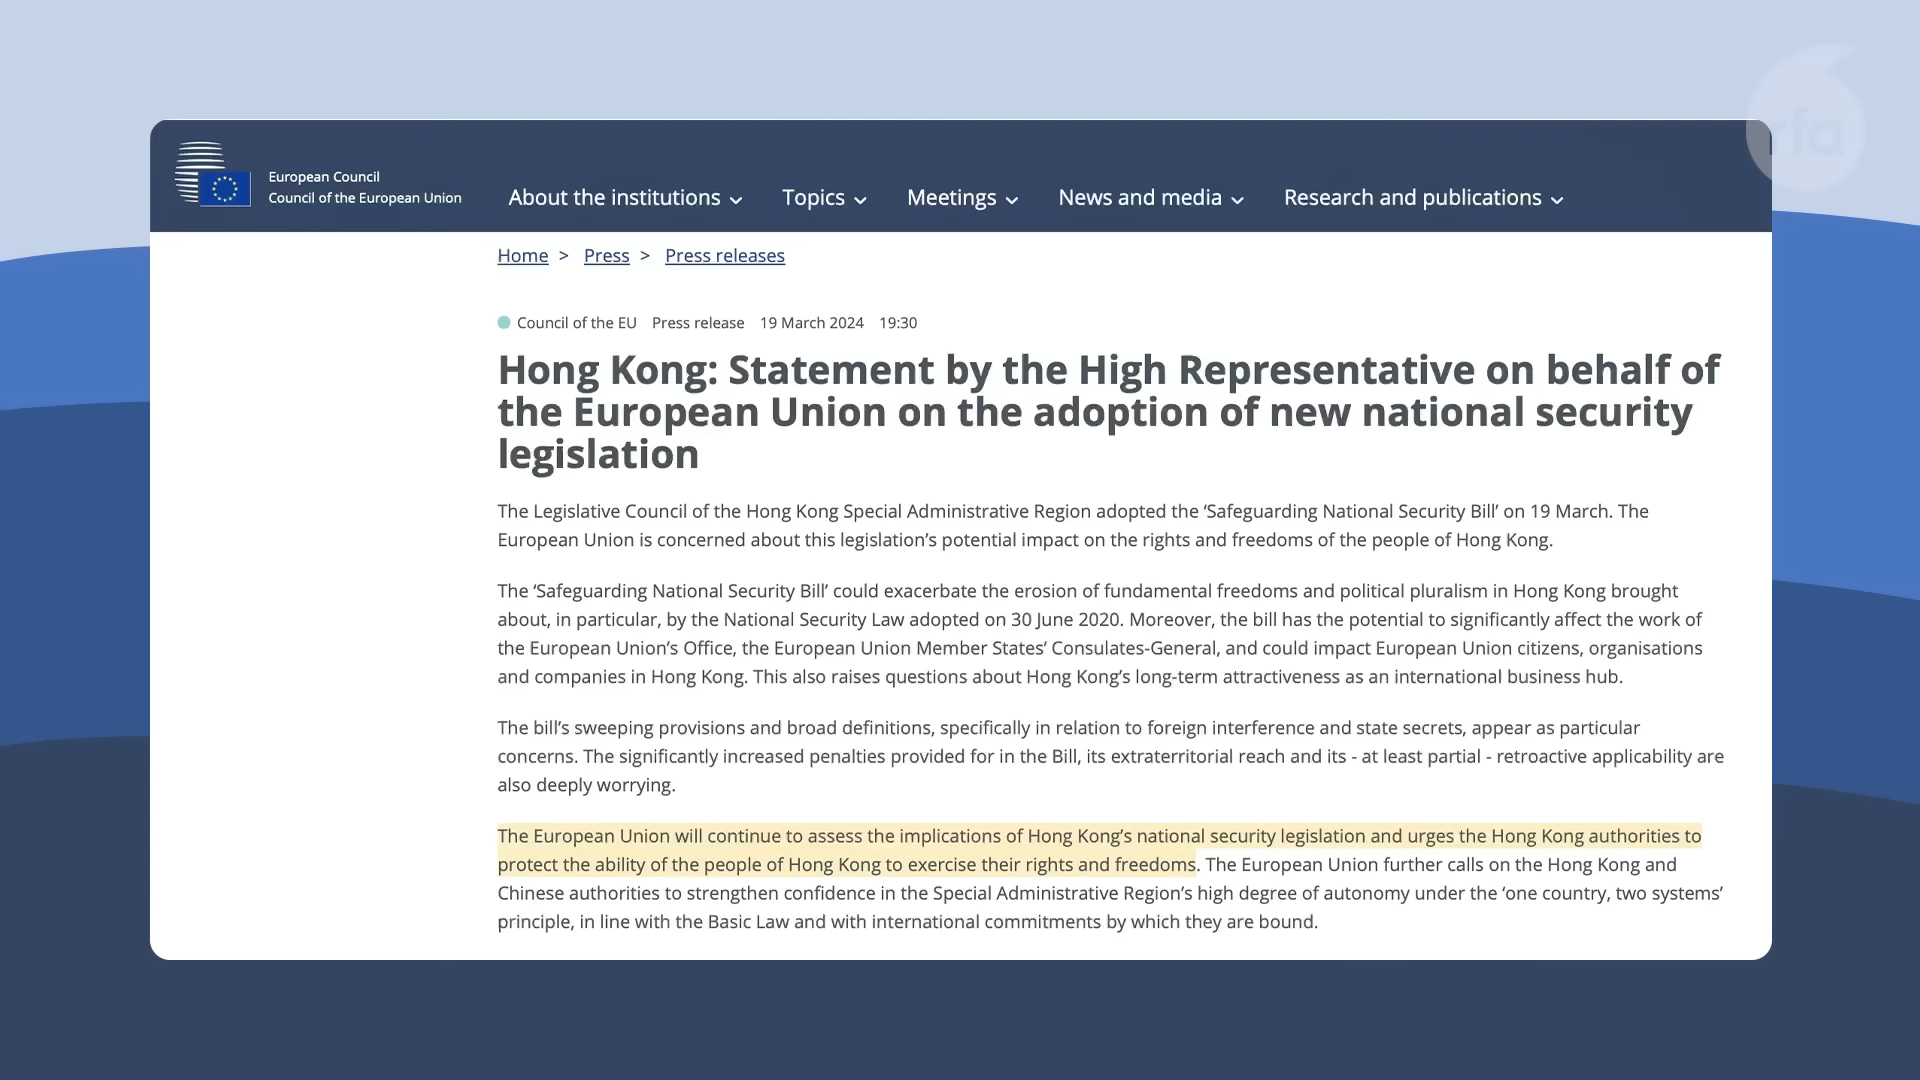 rfa
European Council
Council of the European Union
About the institutions
Topics
Meetings
News and media
Research and publications
Home > Press > Press releases
Council of the EU Press release 19 March 2024 19:30
Hong Kong: Statement by the High Representative on behalf of
the European Union on the adoption of new national security
legislation
The Legislative Council of the Hong Kong Special Administrative Region adopted the ‘Safeguarding National Security Bill’ on 19 March. The
European Union is concerned about this legislation’s potential impact on the rights and freedoms of the people of Hong Kong.
The ‘Safeguarding National Security Bill’ could exacerbate the erosion of fundamental freedoms and political pluralism in Hong Kong brought
about, in particular, by the National Security Law adopted on 30 June 2020. Moreover, the bill has the potential to significantly affect the work of
the European Union’s Office, the European Union Member States’ Consulates-General, and could impact European Union citizens, organisations
and companies in Hong Kong. This also raises questions about Hong Kong’s long-term attractiveness as an international business hub.
The bill’s sweeping provisions and broad definitions, specifically in relation to foreign interference and state secrets, appear as particular
concerns. The significantly increased penalties provided for in the Bill, its extraterritorial reach and its - at least partial - retroactive applicability are
also deeply worrying.
The European Union will continue to assess the implications of Hong Kong’s national security legislation and urges the Hong Kong authorities to
protect the ability of the people of Hong Kong to exercise their rights and freedoms. The European Union further calls on the Hong Kong and
Chinese authorities to strengthen confidence in the Special Administrative Region’s high degree of autonomy under the ‘one country, two systems’
principle, in line with the Basic Law and with international commitments by which they are bound.